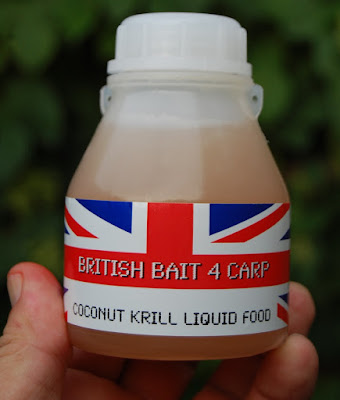 BRITISH BAIT 4 CARP
COCONUT KRILL LIQUID FOOD